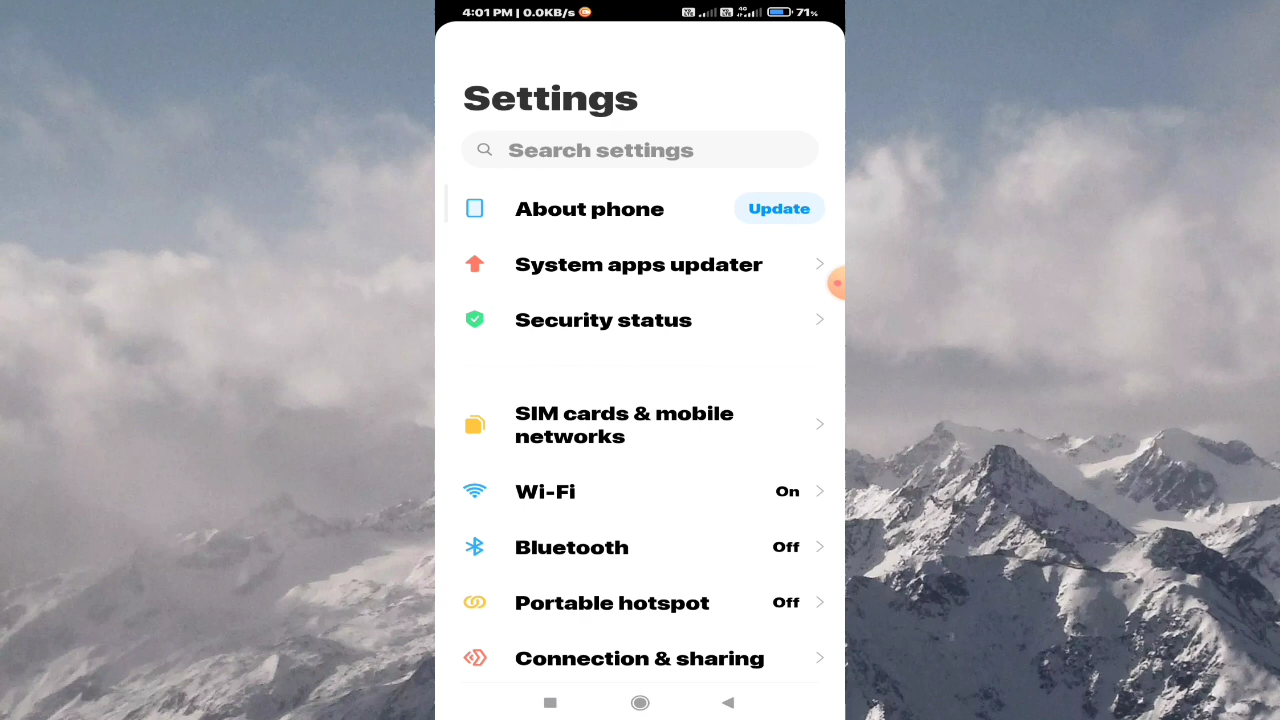 4:01 PM | 0.0KB/s 4G 71%
Settings
Search settings
About phone Update
System apps updater
Security status
SIM cards & mobile
networks
Wi-Fi On
Bluetooth Off
Portable hotspot Off
Connection & sharing